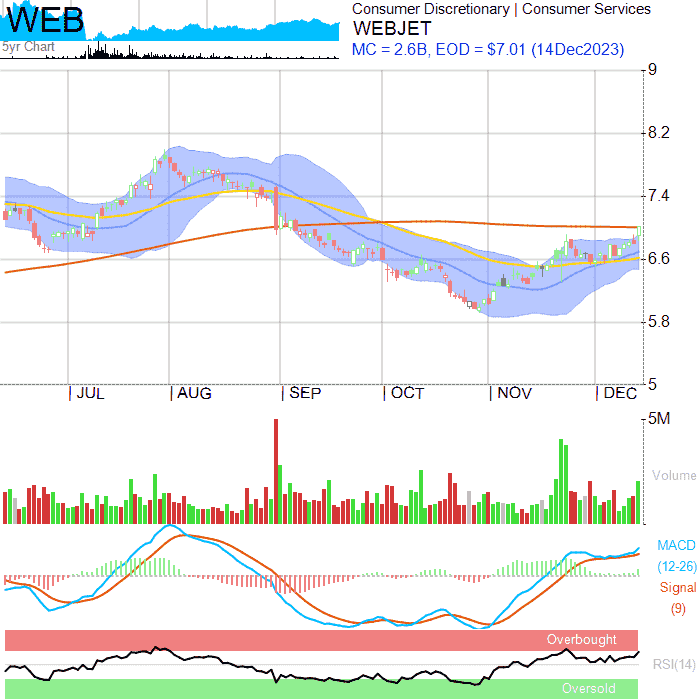 WEB
5yr Chart
Consumer Discretionary | Consumer Services
WEBJET
MC = 2.6B, EOD = $7.01 (14Dec2023)
9
8.2
7.4
6.6
5.8
5
| JUL
| AUG
| SEP
| OCT
| NOV
| DEC
5M
Volume
MACD
(12-26)
Signal
(9)
Overbought
RSI(14)
Oversold